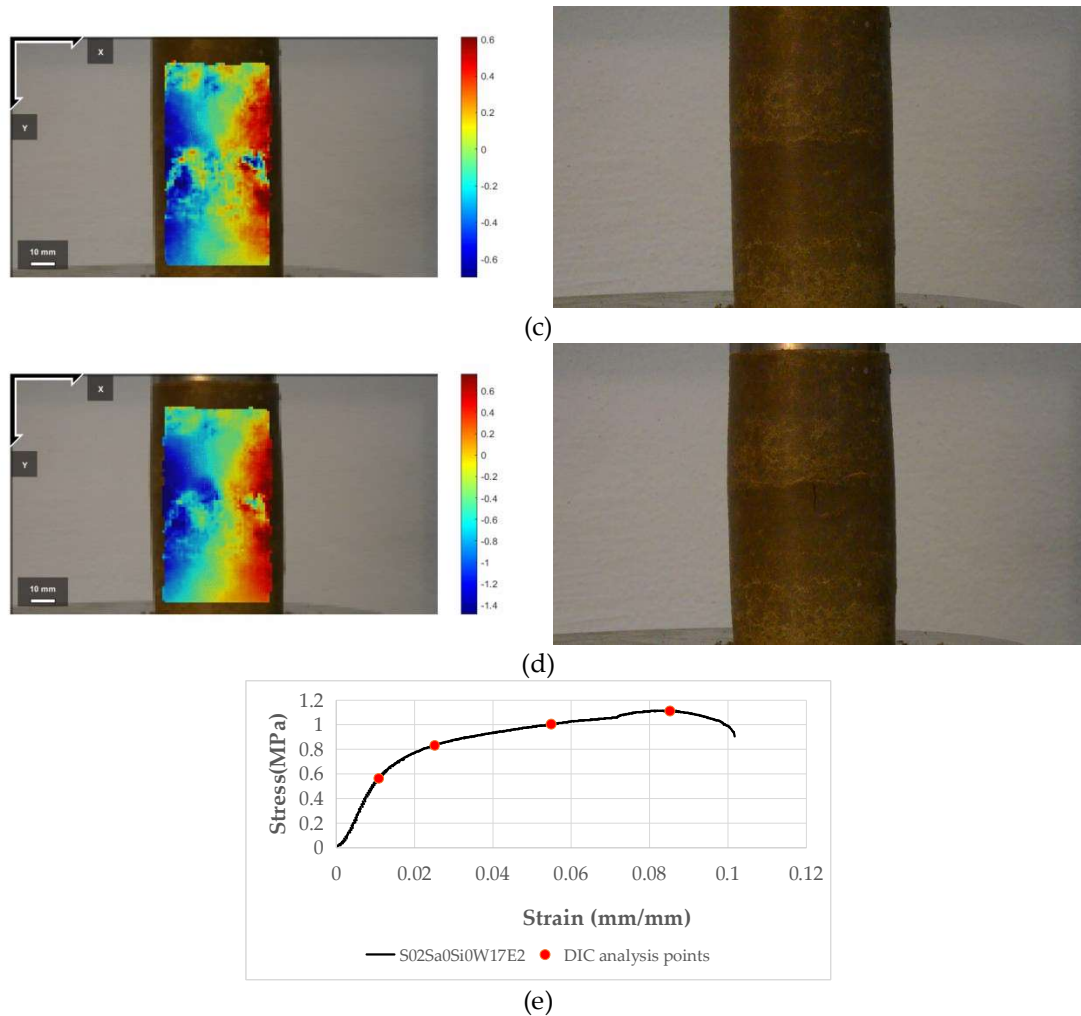 X
Y
10 mm
0.6
0.4
0.2
0
-0.2
-0.4
-0.6
(c)
X
Y
10 mm
0.6
0.4
0.2
0
-0.2
-0.4
-0.6
-0.8
-1
-1.2
-1.4
(d)
Stress(MPa)
1.2
1
0.8
0.6
0.4
0.2
0
0 0.02 0.04 0.06 0.08 0.1 0.12
Strain (mm/mm)
S02Sa0Si0W17E2 DIC analysis points
(e)